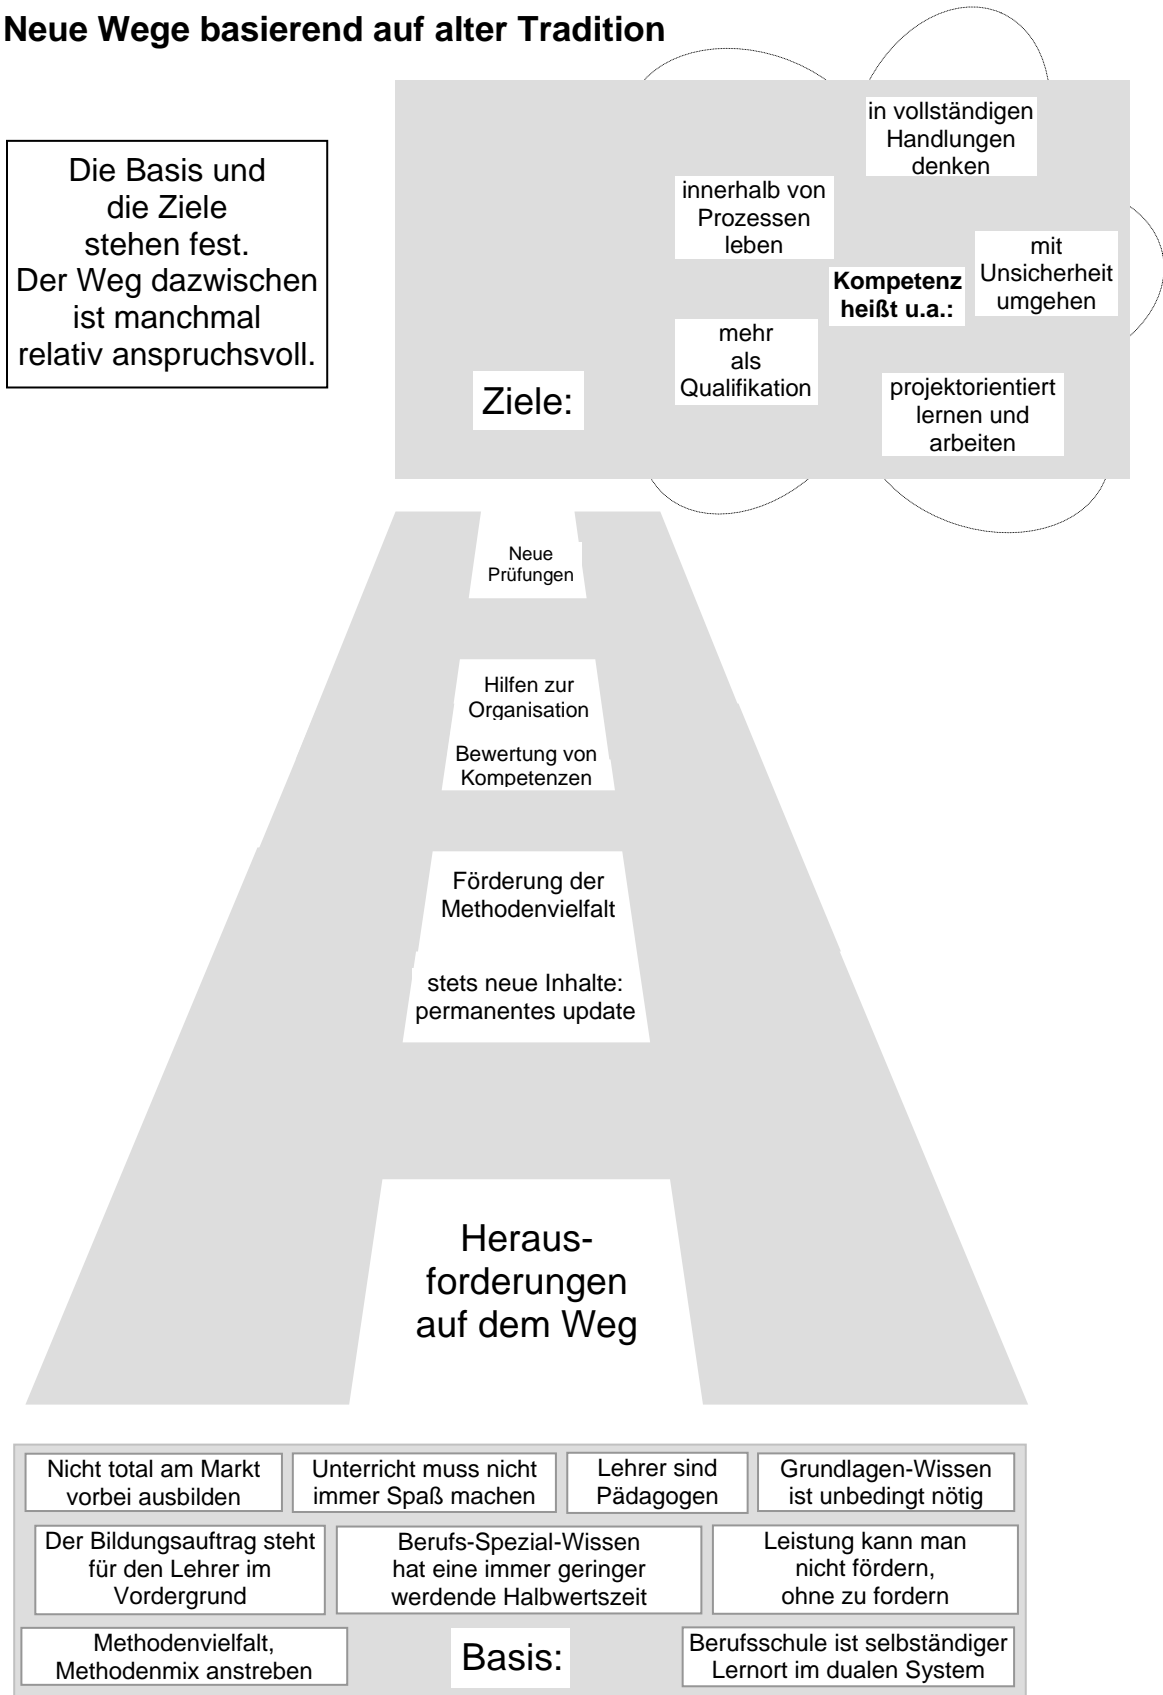 Neue Wege basierend auf alter Tradition
Die Basis und
die Ziele
stehen fest.
Der Weg dazwischen
ist manchmal
relativ anspruchsvoll.
in vollständigen
Handlungen
denken
innerhalb von
Prozessen
leben
mit
Unsicherheit
umgehen
Kompetenz
heißt u.a.:
mehr
als
Qualifikation
projektorientiert
lernen und
arbeiten
Ziele:
Neue
Prüfungen
Hilfen zur
Organisation
Bewertung von
Kompetenzen
Förderung der
Methodenvielfalt
stets neue Inhalte:
permanentes update
Heraus-
forderungen
auf dem Weg
Nicht total am Markt
vorbei ausbilden
Unterricht muss nicht
immer Spaß machen
Lehrer sind
Pädagogen
Grundlagen-Wissen
ist unbedingt nötig
Der Bildungsauftrag steht
für den Lehrer im
Vordergrund
Berufs-Spezial-Wissen
hat eine immer geringer
werdende Halbwertszeit
Leistung kann man
nicht fördern,
ohne zu fordern
Methodenvielfalt,
Methodenmix anstreben
Basis:
Berufsschule ist selbständiger
Lernort im dualen System